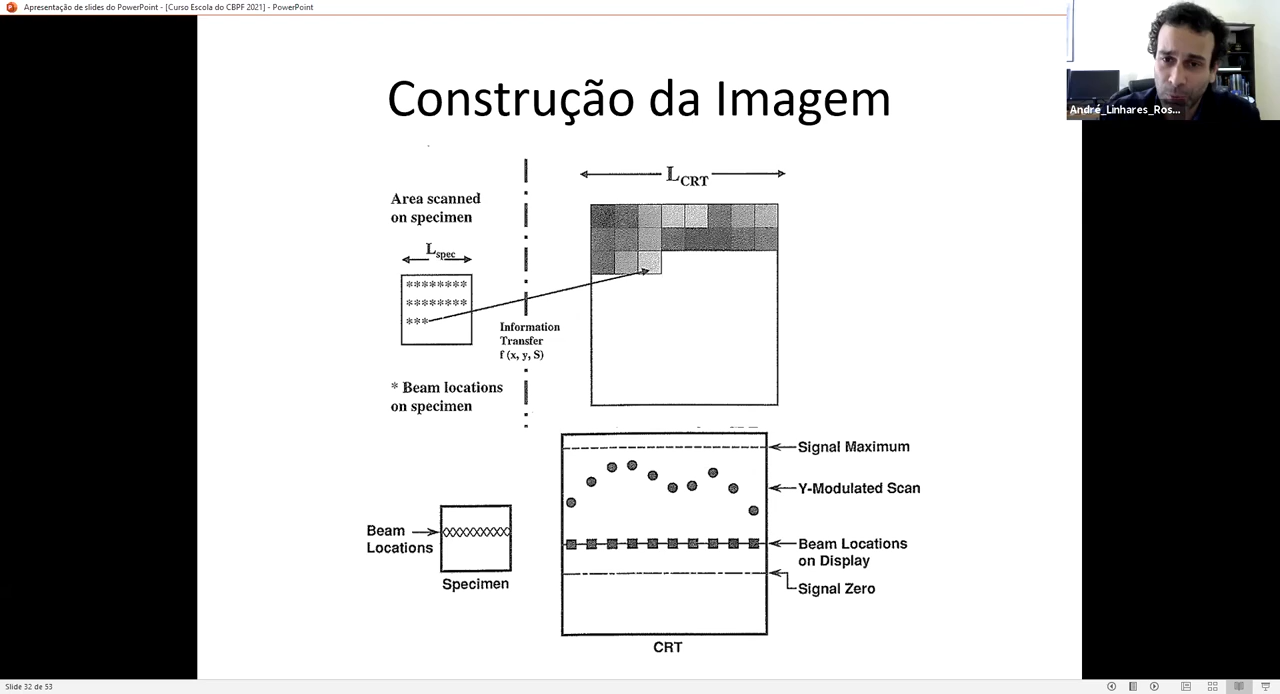 Apresentação de slides do PowerPoint - [Curso Escola do CBPF 2021] - PowerPoint
André_Linhares_Ros...
Construção da Imagem
L CRT
Area scanned
on specimen
L spec
********
********
***
Information
Transfer
f (x, y, S)
* Beam locations
on specimen
Signal Maximum
Y-Modulated Scan
Beam
Locations
Specimen
Beam Locations
on Display
Signal Zero
CRT
Slide 32 de 53